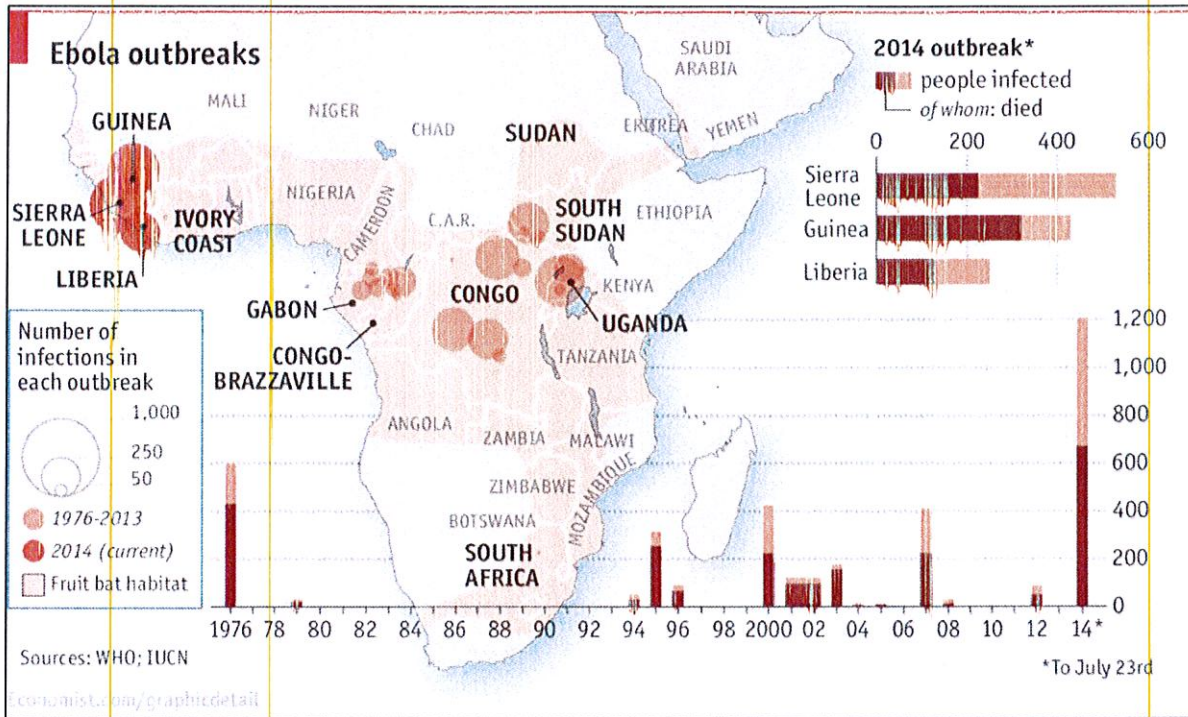 Ebola outbreaks
2014 outbreak*
people infected
of whom: died
0 200 400 600
Sierra
Leone
Guinea
Liberia
SAUDI
ARABIA
YEMEN
ERITREA
MALI
NIGER
CHAD
SUDAN
GUINEA
NIGERIA
CAMEROON
C.A.R.
SOUTH
SUDAN
ETHIOPIA
SIERRA
LEONE
IVORY
COAST
LIBERIA
GABON
CONGO
KENYA
UGANDA
CONGO-
BRAZZAVILLE
TANZANIA
ANGOLA
ZAMBIA
MALAWI
MOZAMBIQUE
ZIMBABWE
BOTSWANA
SOUTH
AFRICA
Number of
infections in
each outbreak
1,000
250
50
1976-2013
2014 (current)
Fruit bat habitat
1,200
1,000
800
600
400
200
0
1976 78 80 82 84 86 88 90 92 94 96 98 2000 02 04 06 08 10 12 14*
Sources: WHO; IUCN
*To July 23rd
Economist.com/graphicdetail